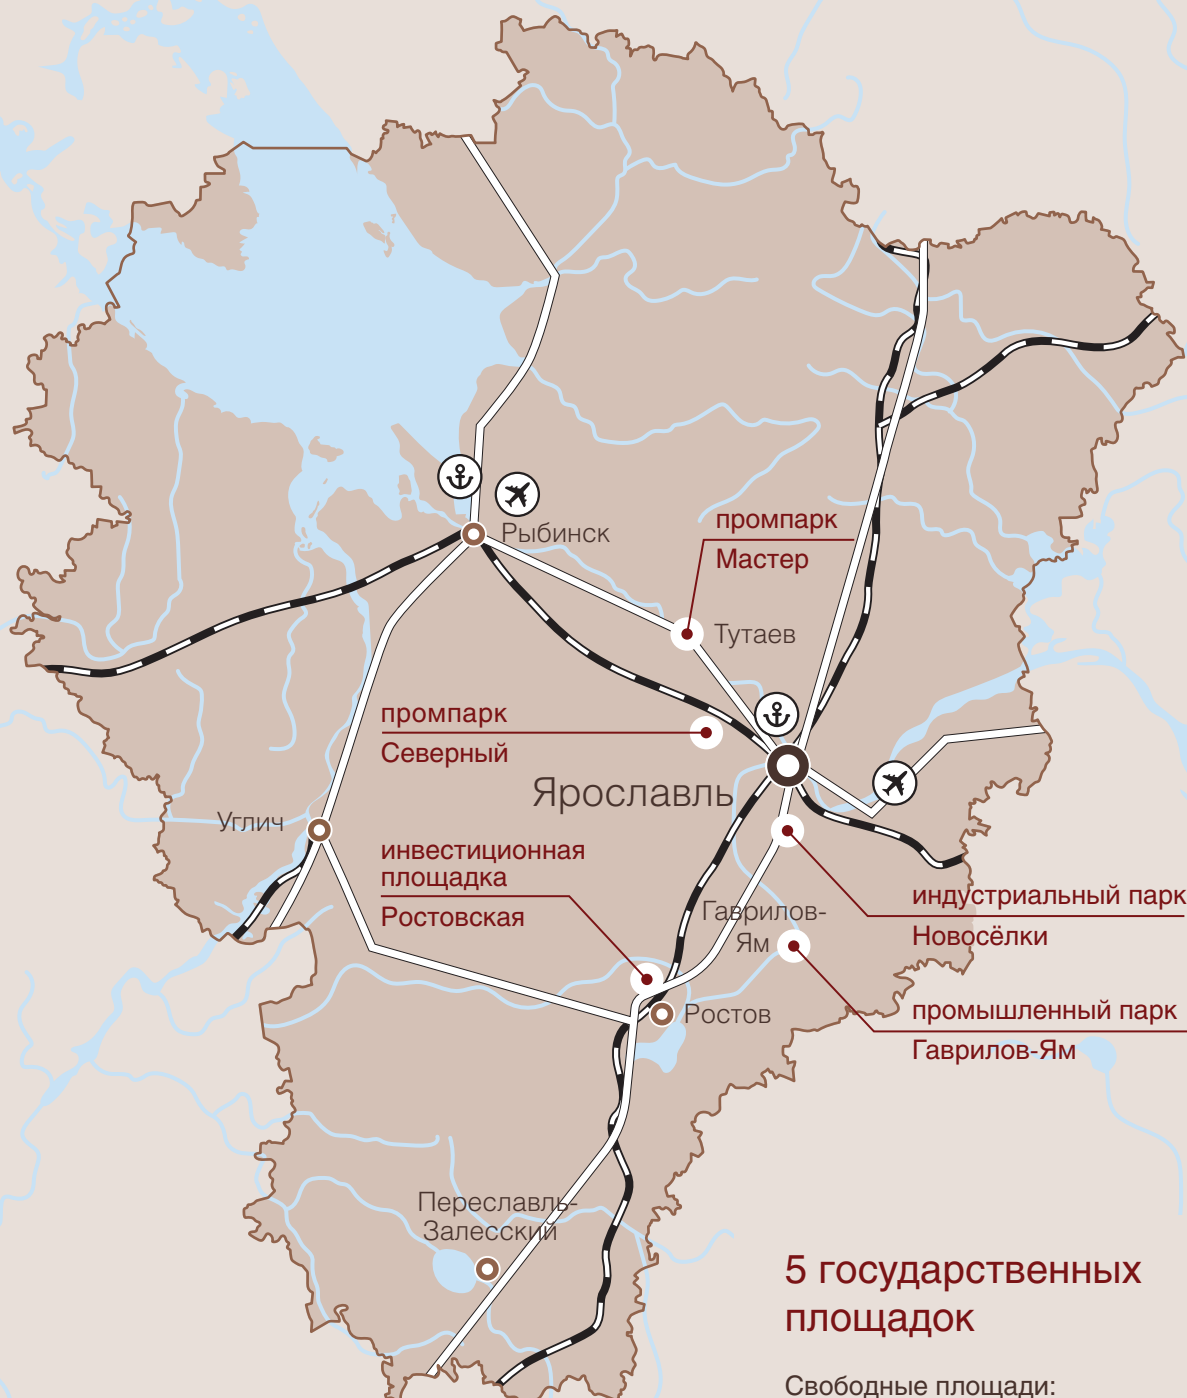 Рыбинск
промпарк
Мастер
Тутаев
промпарк
Северный
Ярославль
Углич
инвестиционная
площадка
Ростовская
индустриальный парк
Новосёлки
Гаврилов-
Ям
Ростов
промышленный парк
Гаврилов-Ям
Переславль-
Залесский
5 государственных
площадок
Свободные площади: